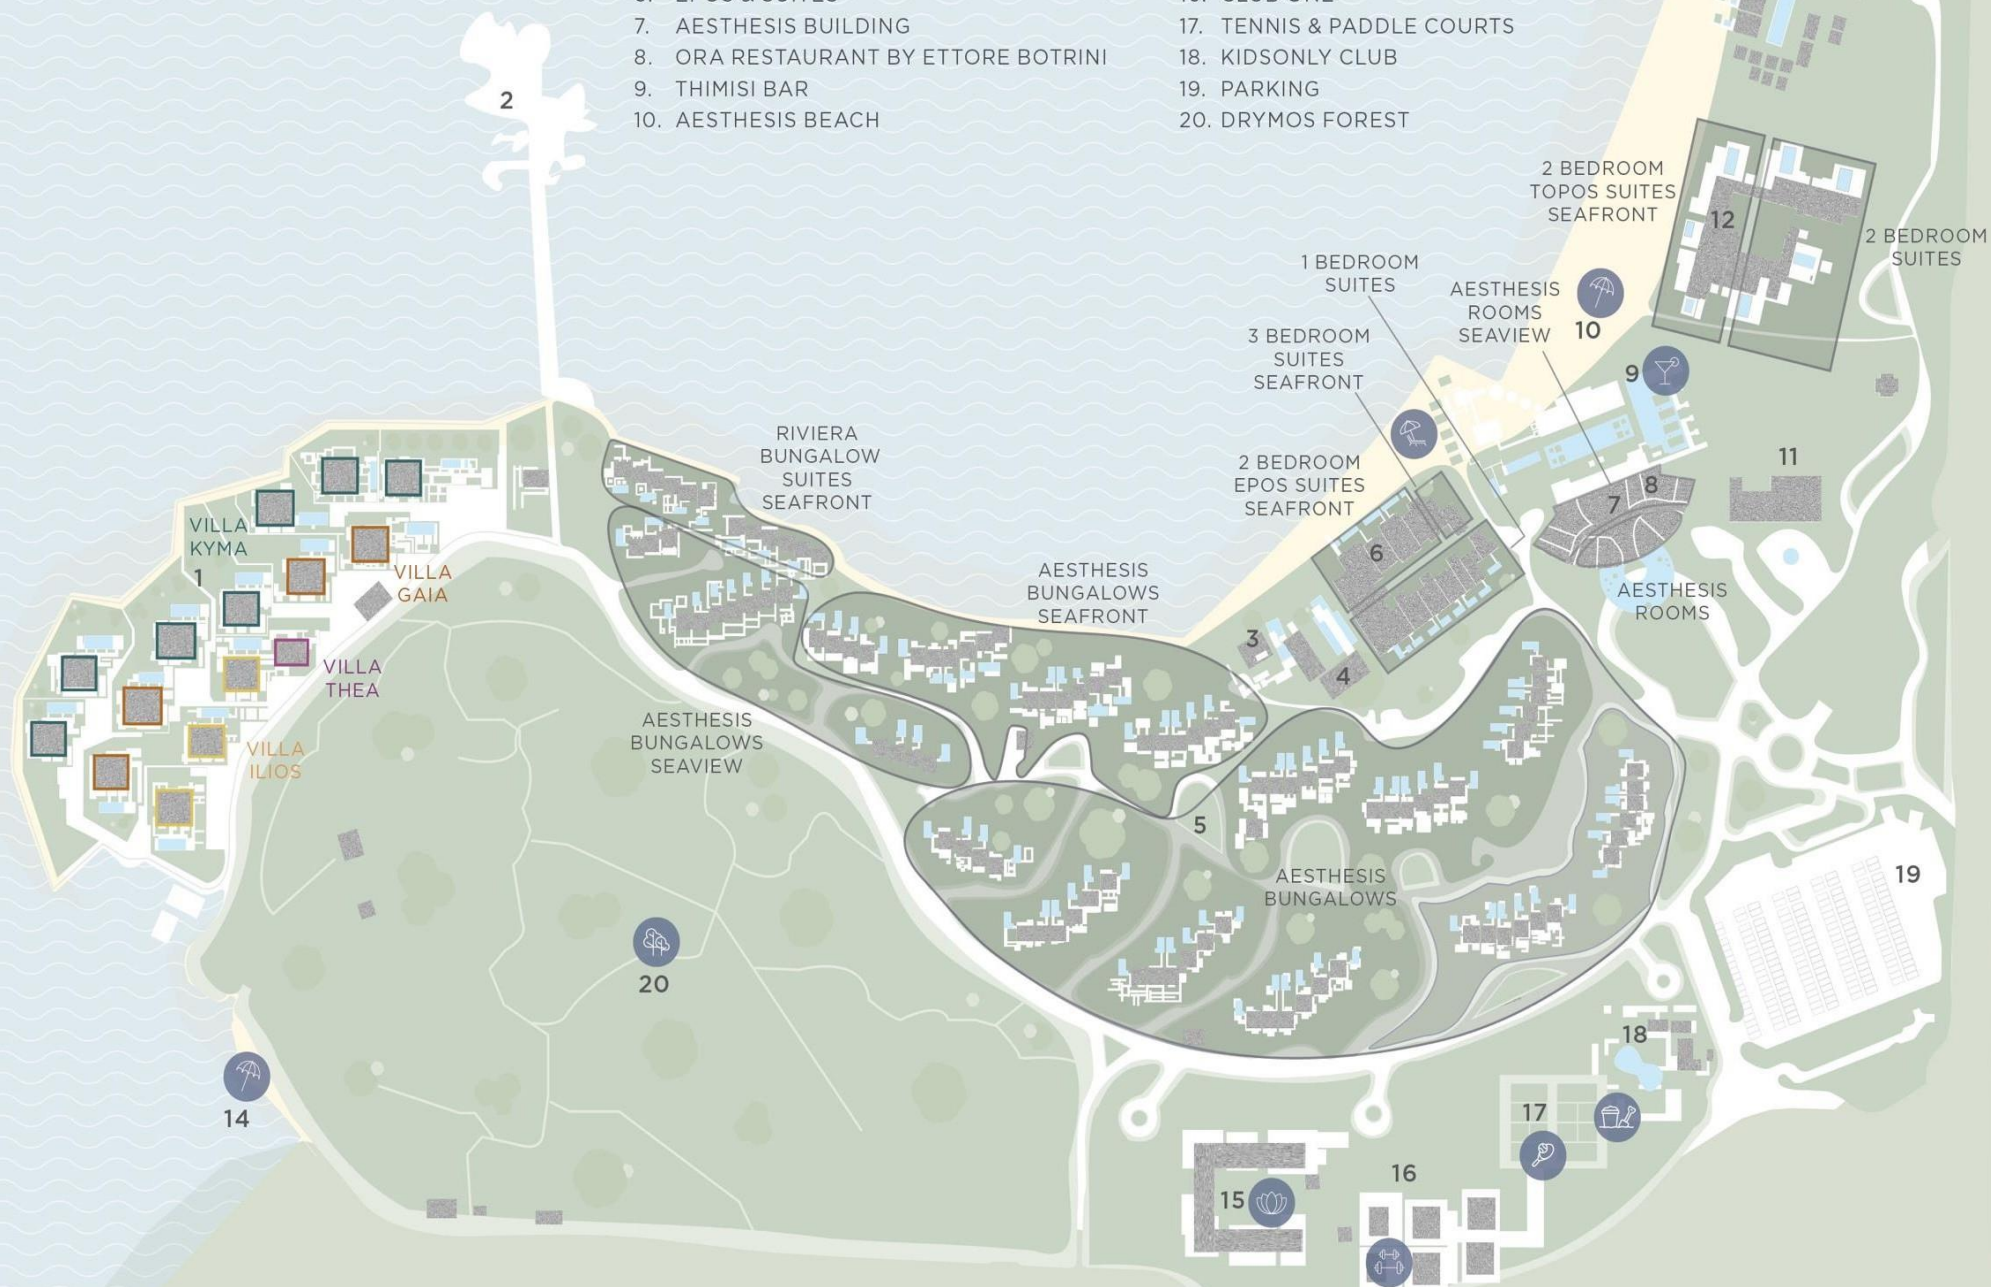 7. AESTHESIS BUILDING
8. ORA RESTAURANT BY ETTORE BOTRINI
9. THIMISI BAR
10. AESTHESIS BEACH
17. TENNIS & PADDLE COURTS
18. KIDSONLY CLUB
19. PARKING
20. DRYMOS FOREST
2
2 BEDROOM
TOPOS SUITES
SEAFRONT
12
2 BEDROOM
SUITES
1 BEDROOM
SUITES
AESTHESIS
ROOMS
SEAVIEW
10
3 BEDROOM
SUITES
SEAFRONT
9
RIVIERA
BUNGALOW
SUITES
SEAFRONT
2 BEDROOM
EPOS SUITES
SEAFRONT
11
8
7
6
VILLA
KYMA
1
VILLA
GAIA
AESTHESIS
BUNGALOWS
SEAFRONT
AESTHESIS
ROOMS
3
4
VILLA
THEA
AESTHESIS
BUNGALOWS
SEAVIEW
VILLA
ILIOS
5
AESTHESIS
BUNGALOWS
19
20
18
14
17
16
15